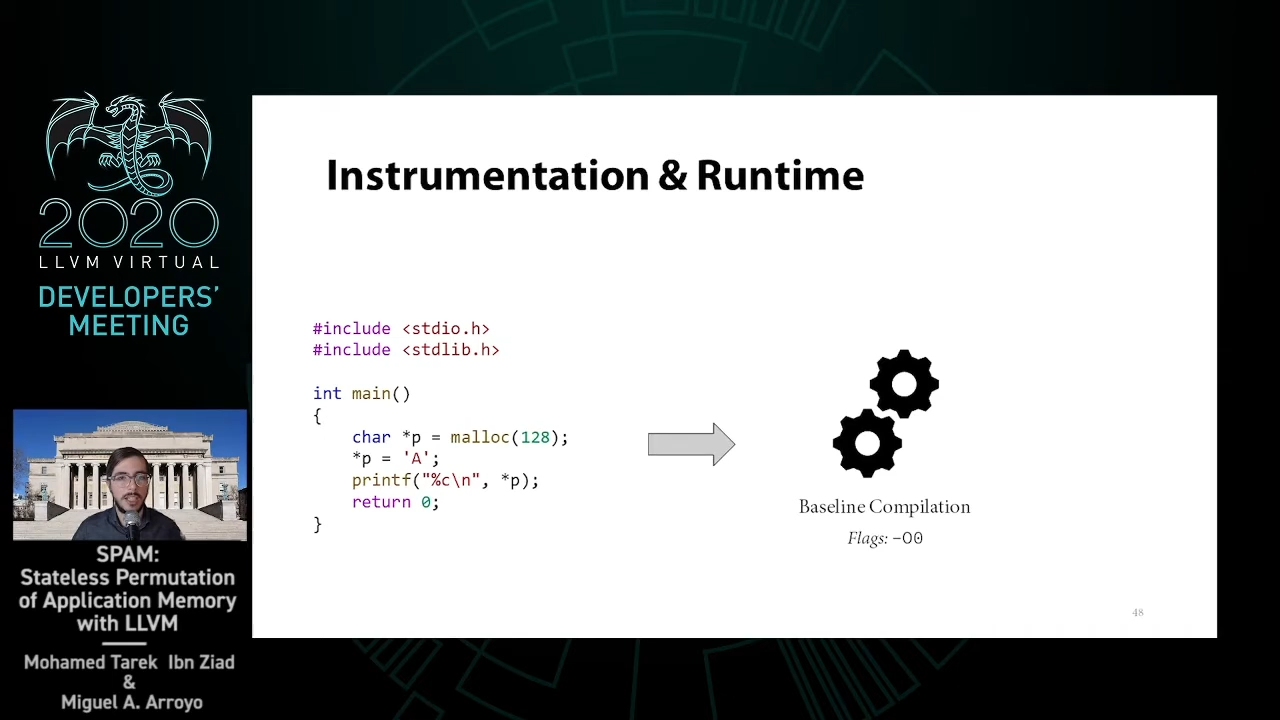 2020
LLVM VIRTUAL
DEVELOPERS'
MEETING
SPAM:
Stateless Permutation
of Application Memory
with LLVM
Mohamed Tarek Ibn Ziad
&
Miguel A. Arroyo
Instrumentation & Runtime
#include <stdio.h>
#include <stdlib.h>
int main()
{
char *p = malloc(128);
*p = 'A';
printf("%c\n", *p);
return 0;
}
Baseline Compilation
Flags: -O0
48